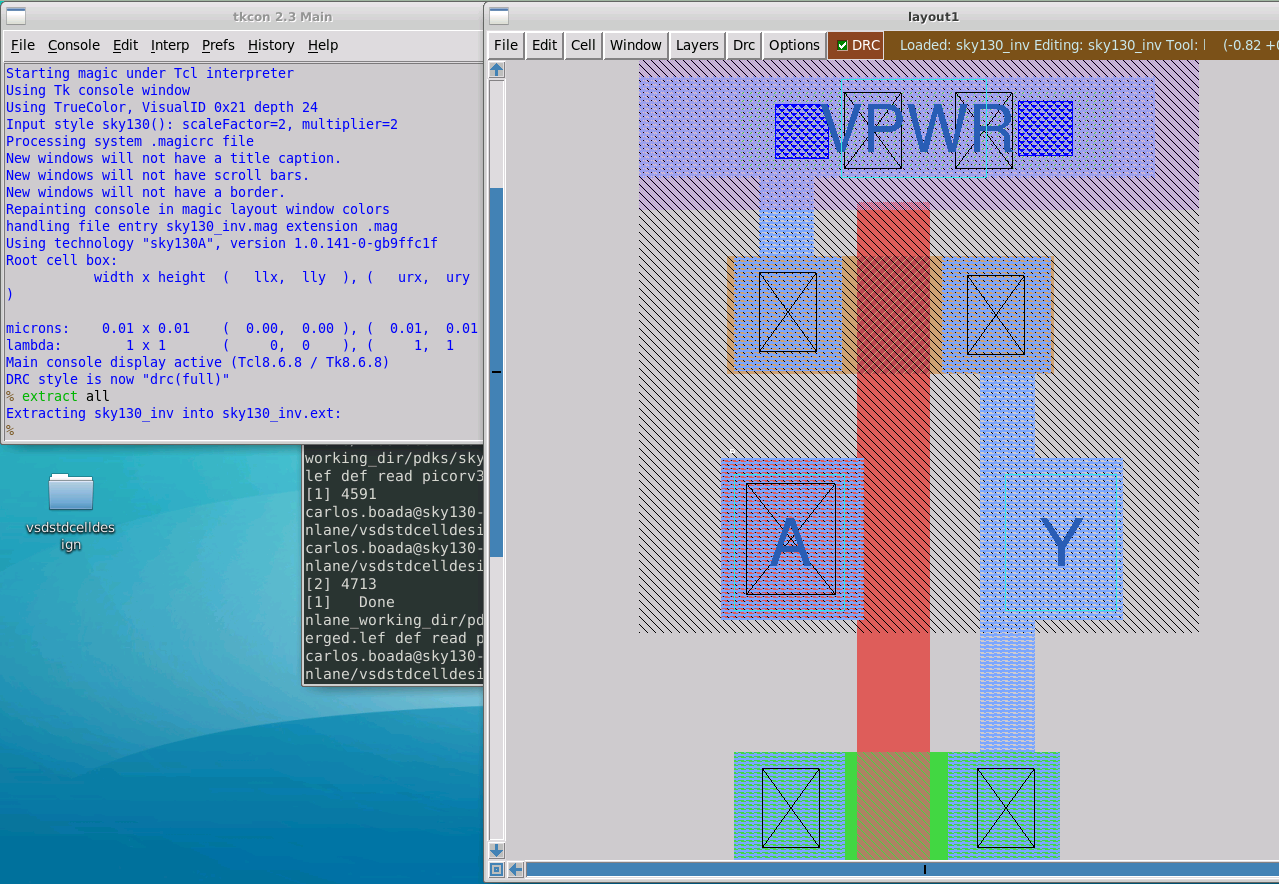 tkcon 2.3 Main
File Console Edit Interp Prefs History Help
Starting magic under Tcl interpreter
Using Tk console window
Using TrueColor, VisualID 0x21 depth 24
Input style sky130(): scaleFactor=2, multiplier=2
Processing system .magicrc file
New windows will not have a title caption.
New windows will not have scroll bars.
New windows will not have a border.
Repainting console in magic layout window colors
handling file entry sky130_inv.mag extension .mag
Using technology "sky130A", version 1.0.141-0-gb9ffc1f
Root cell box:
width x height ( llx, lly ), ( urx, ury
)
microns: 0.01 x 0.01 ( 0.00, 0.00 ), ( 0.01, 0.01
lambda: 1 x 1 ( 0, 0 ), ( 1, 1
Main console display active (Tcl8.6.8 / Tk8.6.8)
DRC style is now "drc(full)"
% extract all
Extracting sky130_inv into sky130_inv.ext:
%
working_dir/pdks/sky
lef def read picorv3
[1] 4591
carlos.boada@sky130-
nlane/vsdstdcelldesi
carlos.boada@sky130-
nlane/vsdstdcelldesi
[2] 4713
[1] Done
nlane_working_dir/pd
erged.lef def read p
carlos.boada@sky130-
nlane/vsdstdcelldesi
vsdstdcelldes
ign
layout1
File Edit Cell Window Layers Drc Options DRC Loaded: sky130_inv Editing: sky130_inv Tool: (-0.82 +
VPWR
A
Y